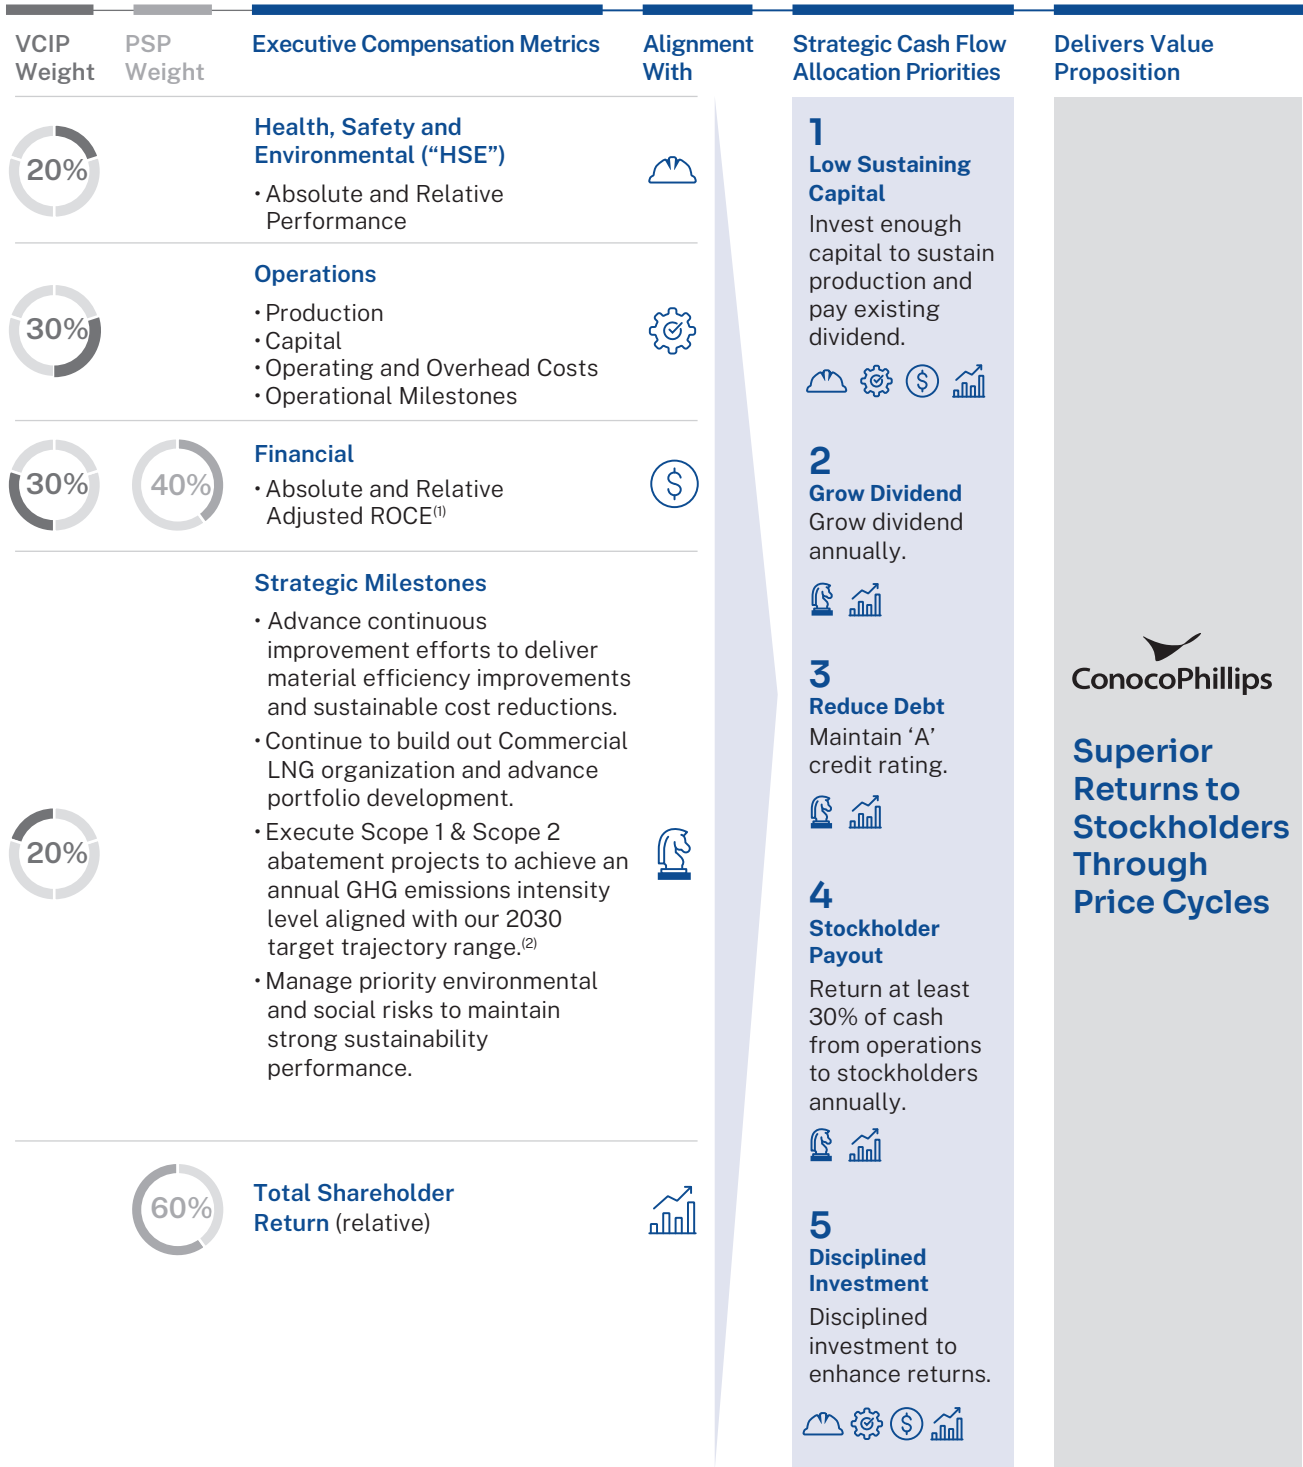 VCIP
Weight
PSP
Weight
Executive Compensation Metrics
Alignment
With
Strategic Cash Flow
Allocation Priorities
Delivers Value
Proposition
20%
Health, Safety and
Environmental (“HSE”)
• Absolute and Relative
Performance
30%
Operations
• Production
• Capital
• Operating and Overhead Costs
• Operational Milestones
30%
40%
Financial
• Absolute and Relative
Adjusted ROCE(1)
$
20%
Strategic Milestones
• Advance continuous
improvement efforts to deliver
material efficiency improvements
and sustainable cost reductions.
• Continue to build out Commercial
LNG organization and advance
portfolio development.
• Execute Scope 1 & Scope 2
abatement projects to achieve an
annual GHG emissions intensity
level aligned with our 2030
target trajectory range.(2)
• Manage priority environmental
and social risks to maintain
strong sustainability
performance.
60%
Total Shareholder
Return (relative)
1
Low Sustaining
Capital
Invest enough
capital to sustain
production and
pay existing
dividend.
$
2
Grow Dividend
Grow dividend
annually.
3
Reduce Debt
Maintain ‘A’
credit rating.
4
Stockholder
Payout
Return at least
30% of cash
from operations
to stockholders
annually.
5
Disciplined
Investment
Disciplined
investment to
enhance returns.
$
ConocoPhillips
Superior
Returns to
Stockholders
Through
Price Cycles